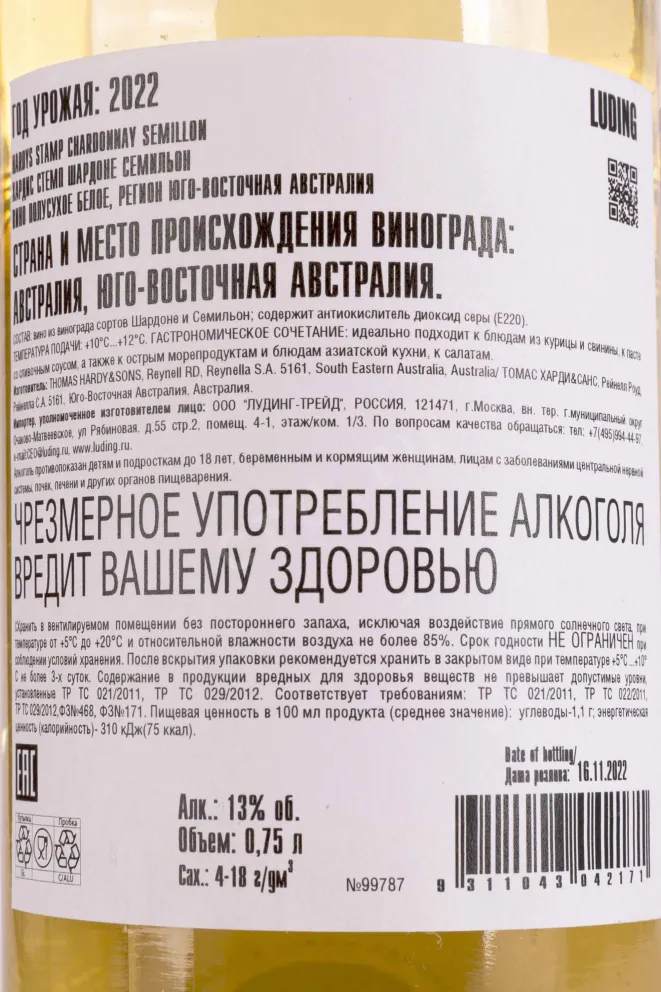 ГОД УРОЖАЯ: 2022
HARDYS STAMP CHARDONNAY SEMILLON
ХАРДИС СТЕМП ШАРДОНЕ СЕМИЛЬОН
ВИНО ПОЛУСУХОЕ БЕЛОЕ, РЕГИОН ЮГО-ВОСТОЧНАЯ АВСТРАЛИЯ
LUDING
СТРАНА И МЕСТО ПРОИСХОЖДЕНИЯ ВИНОГРАДА:
АВСТРАЛИЯ, ЮГО-ВОСТОЧНАЯ АВСТРАЛИЯ.
СОСТАВ: вино из винограда сортов Шардоне и Семильон; содержит антиокислитель диоксид серы (Е220).
ТЕМПЕРАТУРА ПОДАЧИ: +10°С...+12°С. ГАСТРОНОМИЧЕСКОЕ СОЧЕТАНИЕ: идеально подходит к блюдам из курицы и свинины, к пасте
со сливочным соусом, а также к острым морепродуктам и блюдам азиатской кухни, к салатам.
Изготовитель: THOMAS HARDY&SONS, Reynell RD, Reynella S.A. 5161, South Eastern Australia, Australia/ ТОМАС ХАРДИ&САНС, Рейнелл Роуд,
Рейнелла С.А. 5161, Юго-Восточная Австралия, Австралия.
Импортер, уполномоченное изготовителем лицо: ООО "ЛУДИНГ-ТРЕЙД", РОССИЯ, 121471, г.Москва, вн. тер. г.муниципальный округ
Очаково-Матвеевское, ул Рябиновая, д.55 стр.2, помещ. 4-1, этаж/ком. 1/3. По вопросам качества обращаться: тел: +7(495)994-44-97,
e-mail:CEO@luding.ru, www.luding.ru.
Алкоголь противопоказан детям и подросткам до 18 лет, беременным и кормящим женщинам, лицам с заболеваниями центральной нервной
системы, почек, печени и других органов пищеварения.
ЧРЕЗМЕРНОЕ УПОТРЕБЛЕНИЕ АЛКОГОЛЯ
ВРЕДИТ ВАШЕМУ ЗДОРОВЬЮ
Хранить в вентилируемом помещении без постороннего запаха, исключая воздействие прямого солнечного света, при
температуре от +5°С до +20°С и относительной влажности воздуха не более 85%. Срок годности НЕ ОГРАНИЧЕН при
соблюдении условий хранения. После вскрытия упаковки рекомендуется хранить в закрытом виде при температуре +5°С...+10°
С не более 3-х суток. Содержание в продукции вредных для здоровья веществ не превышает допустимые уровни,
установленные ТР ТС 021/2011, ТР ТС 029/2012. Соответствует требованиям: ТР ТС 021/2011, ТР ТС 022/2011,
ТР ТС 029/2012,ФЗ№468, ФЗ№171. Пищевая ценность в 100 мл продукта (среднее значение): углеводы-1,1 г; энергетическая
ценность (калорийность)- 310 кДж(75 ккал).
EAC
Бутылка Пробка
C/ALU
Алк.: 13% об.
Объем: 0,75 л
Сах.: 4-18 г/дм³
Date of bottling/
Дата розлива: 16.11.2022
№99787
9 311043 042171